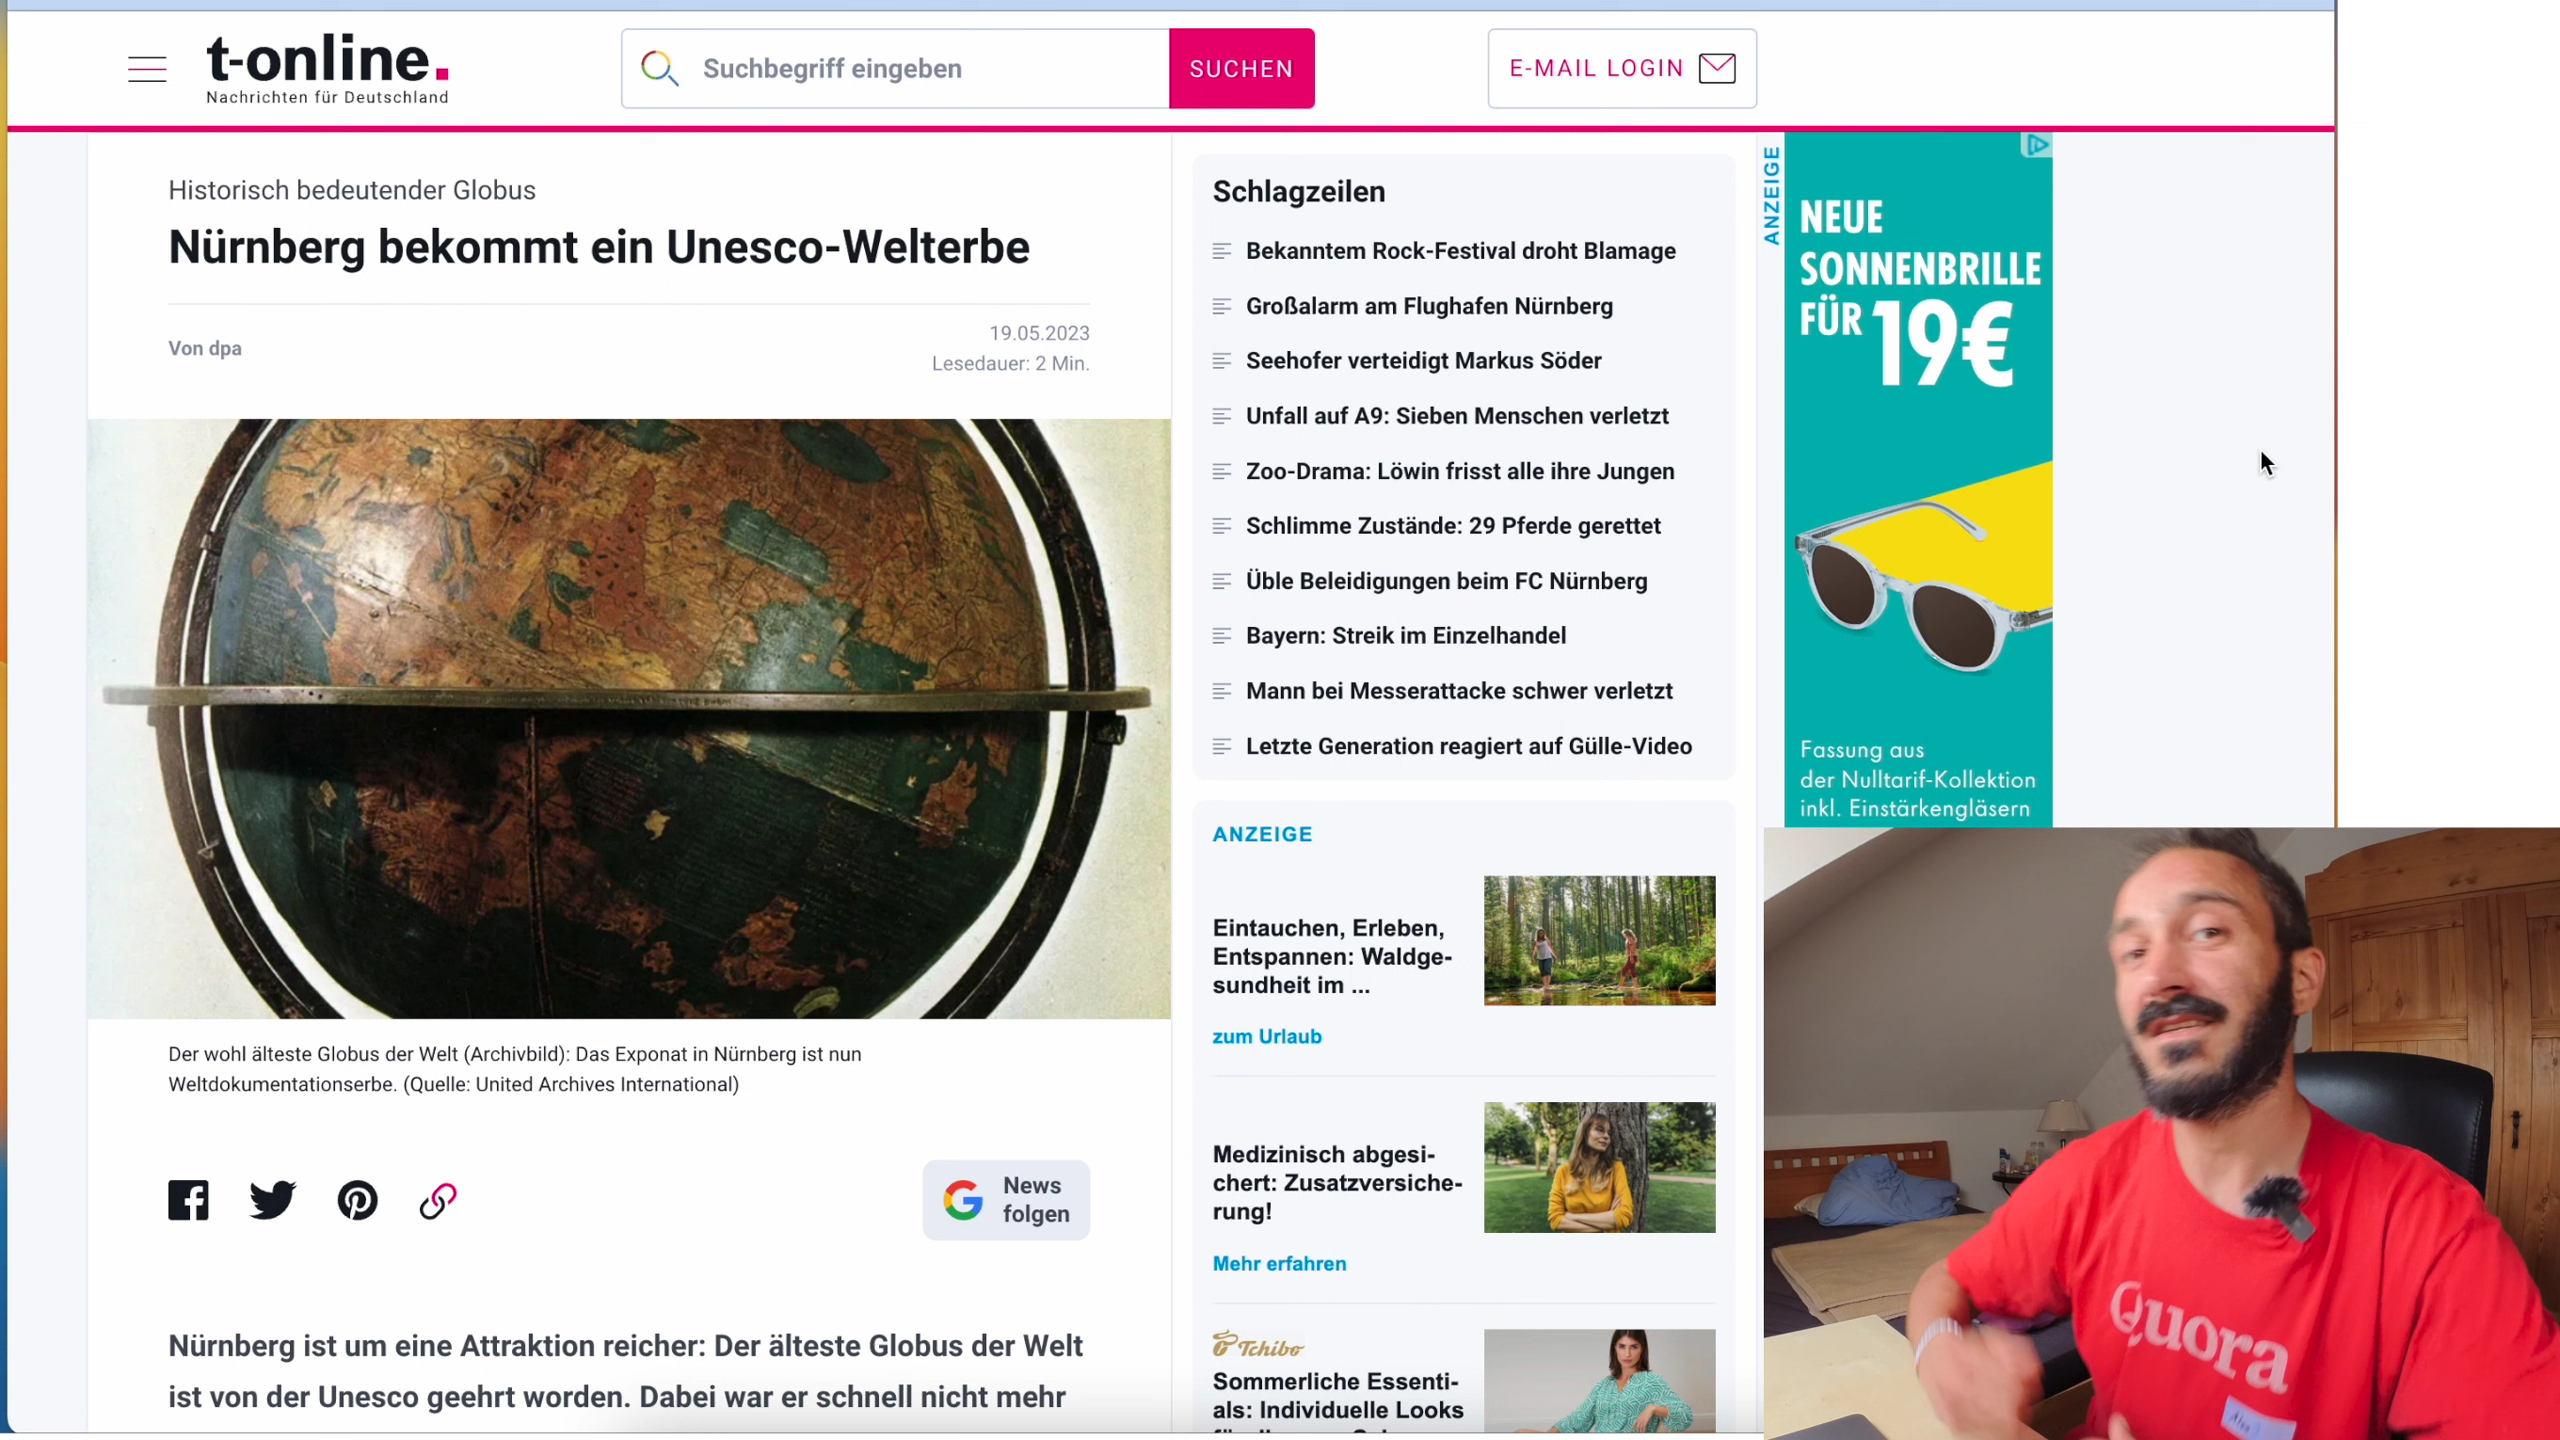 t-online.
Nachrichten für Deutschland
Suchbegriff eingeben
SUCHEN
E-MAIL LOGIN
Historisch bedeutender Globus
Nürnberg bekommt ein Unesco-Welterbe
Von dpa
19.05.2023
Lesedauer: 2 Min.
Der wohl älteste Globus der Welt (Archivbild): Das Exponat in Nürnberg ist nun
Weltdokumentationserbe. (Quelle: United Archives International)
News
folgen
Nürnberg ist um eine Attraktion reicher: Der älteste Globus der Welt
ist von der Unesco geehrt worden. Dabei war er schnell nicht mehr
Schlagzeilen
Bekanntem Rock-Festival droht Blamage
Großalarm am Flughafen Nürnberg
Seehofer verteidigt Markus Söder
Unfall auf A9: Sieben Menschen verletzt
Zoo-Drama: Löwin frisst alle ihre Jungen
Schlimme Zustände: 29 Pferde gerettet
Üble Beleidigungen beim FC Nürnberg
Bayern: Streik im Einzelhandel
Mann bei Messerattacke schwer verletzt
Letzte Generation reagiert auf Gülle-Video
ANZEIGE
Eintauchen, Erleben,
Entspannen: Waldge-
sundheit im ...
zum Urlaub
Medizinisch abgesi-
chert: Zusatzversiche-
rung!
Mehr erfahren
Tchibo
Sommerliche Essenti-
als: Individuelle Looks
ANZEIGE
NEUE
SONNENBRILLE
FÜR 19€
Fassung aus
der Nulltarif-Kollektion
inkl. Einstärkengläsern
Quora